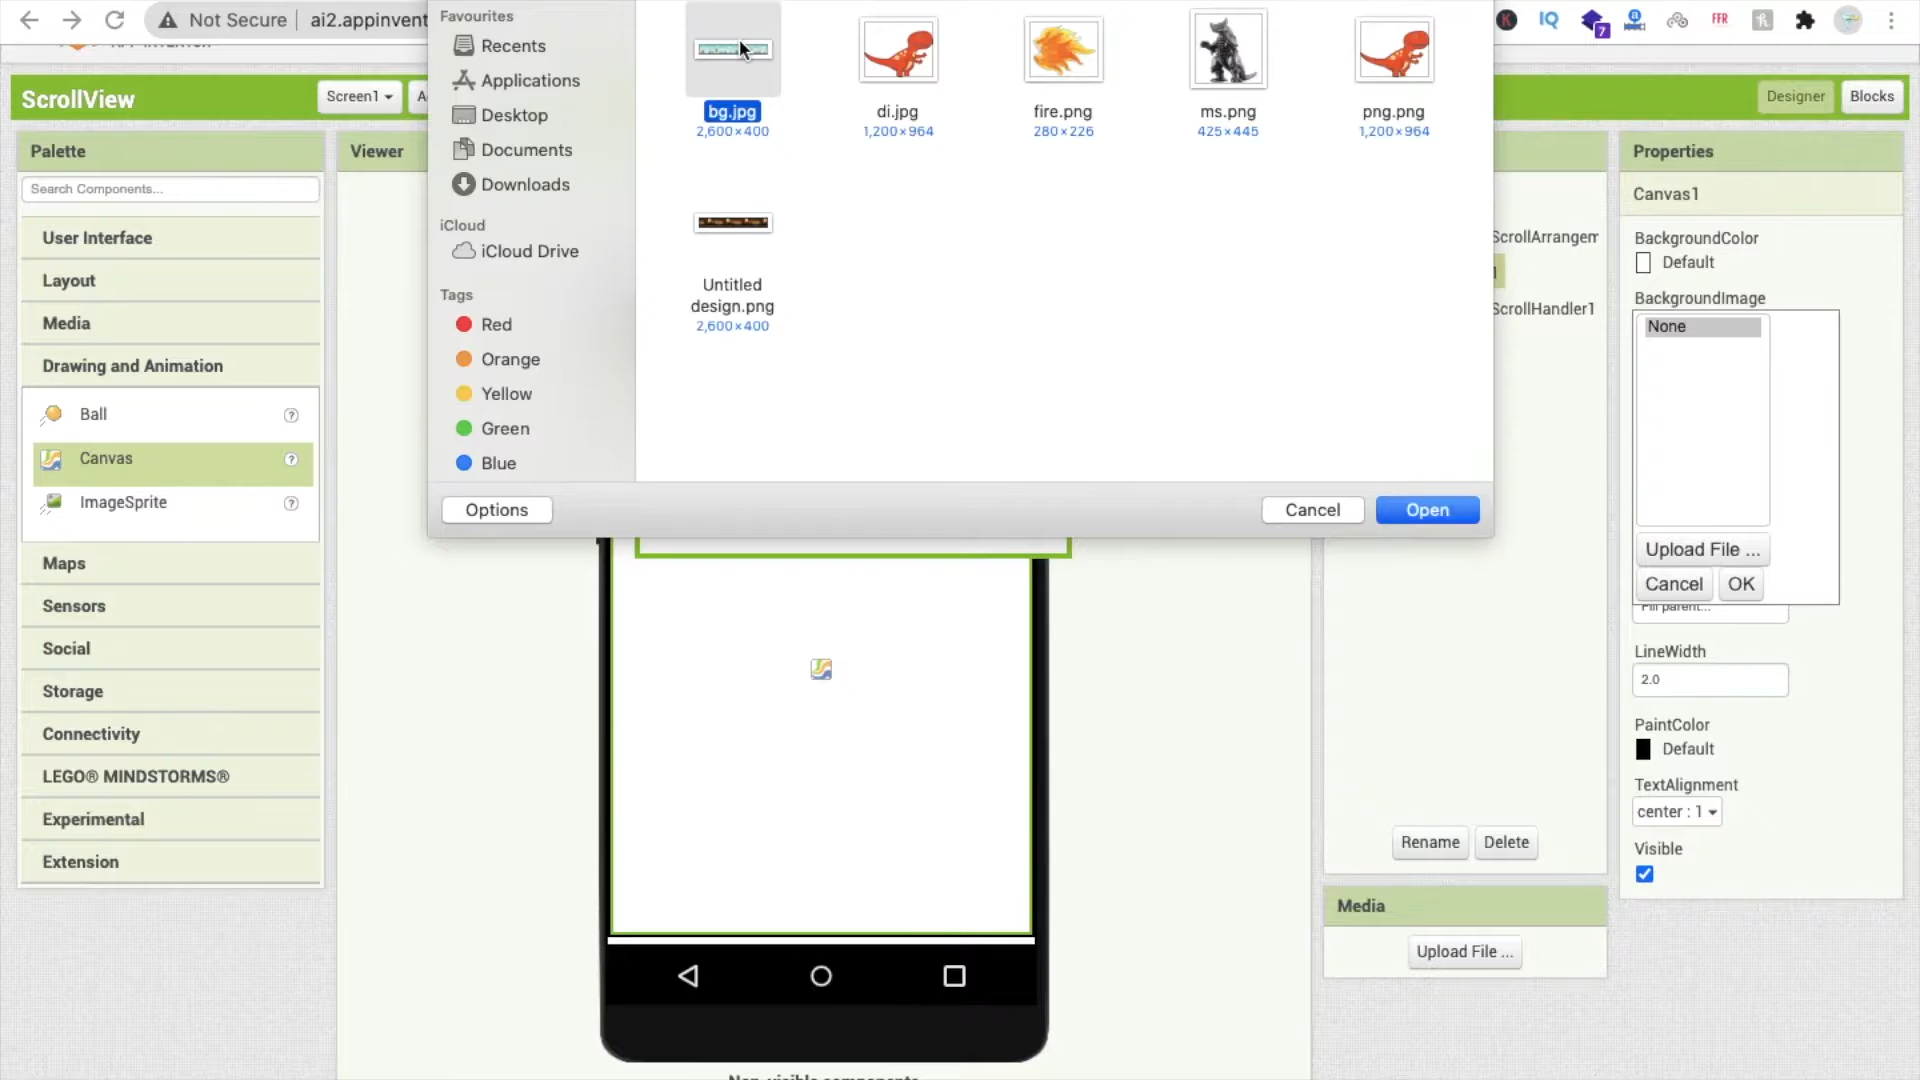 Not Secure
ai2.appinvent
IQ
7
FFR
ScrollView
Screen1
Designer
Blocks
Palette
Search Components...
User Interface
Layout
Media
Drawing and Animation
Ball
Canvas
ImageSprite
Maps
Sensors
Social
Storage
Connectivity
LEGO® MINDSTORMS®
Experimental
Extension
Viewer
Favourites
Recents
Applications
Desktop
Documents
Downloads
iCloud
iCloud Drive
Tags
Red
Orange
Yellow
Green
Blue
bg.jpg
2,600×400
di.jpg
1,200×964
fire.png
280×226
ms.png
425×445
png.png
1,200×964
Untitled
design.png
2,600×400
Options
Cancel
Open
ScrollArrangem
ScrollHandler1
Rename
Delete
Media
Upload File ...
Properties
Canvas1
BackgroundColor
Default
BackgroundImage
None
Upload File ...
Cancel
OK
Fill parent...
LineWidth
2.0
PaintColor
Default
TextAlignment
center : 1
Visible